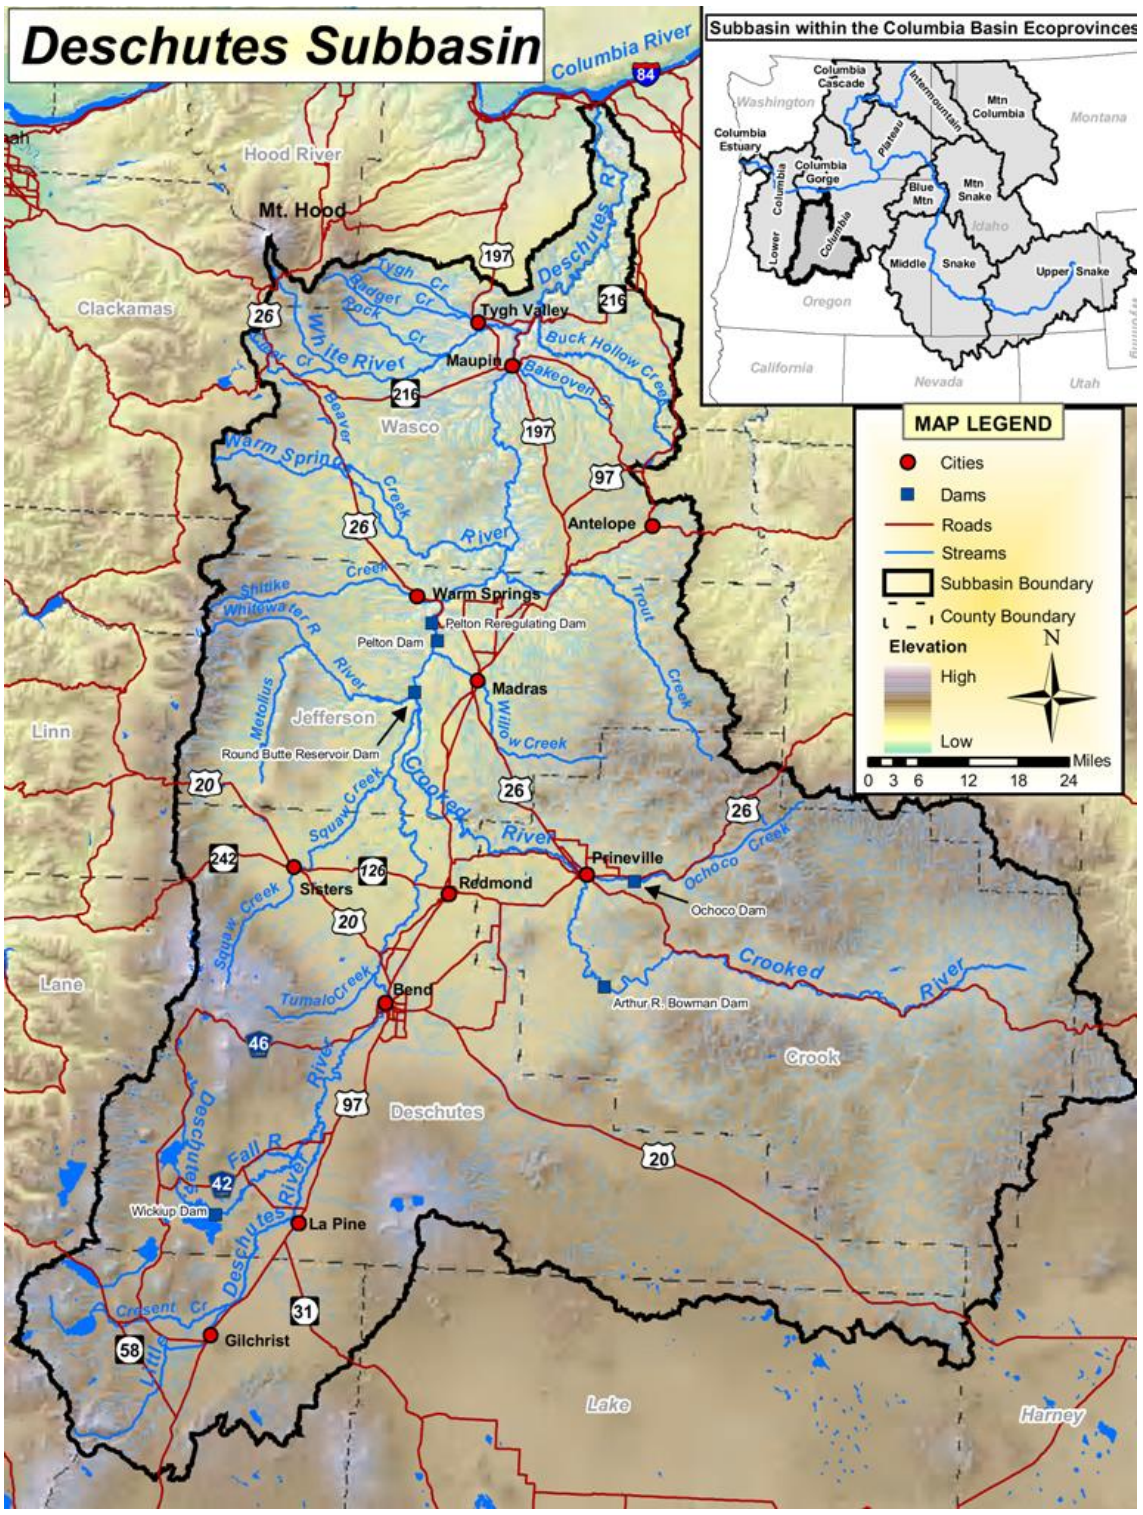 Deschutes Subbasin
Columbia River
84
Subbasin within the Columbia Basin Ecoprovinces
Washington
Columbia
Cascade
Intermountain
Mtn
Columbia
Montana
Columbia
Estuary
Plateau
Columbia
Gorge
Lower Columbia
Blue
Mtn
Mtn
Snake
Idaho
Columbia
Middle Snake
Upper Snake
Oregon
Wyoming
California
Nevada
Utah
MAP LEGEND
Cities
Dams
Roads
Streams
Subbasin Boundary
County Boundary
Elevation
High
Low
N
Miles
0 3 6 12 18 24
Hood River
Mt. Hood
Deschutes R
197
Tygh Cr
Badger Cr
Rock Cr
216
Clackamas
26
Tygh Valley
White River
Buck Hollow Creek
Clear Cr
Maupin
Bakeoven Cr
216
Beaver
Wasco
197
Warm Spring
Creek
97
26
River
Antelope
Shitike Creek
Warm Springs
Whitewater R
Trout Creek
Pelton Reregulating Dam
Pelton Dam
River
Metolius
Madras
Jefferson
Willow Creek
Linn
Round Butte Reservoir Dam
20
Squaw Creek
Crooked River
26
26
Ochoco Creek
242
126
Prineville
Sisters
Redmond
Ochoco Dam
20
Squaw Creek
Crooked River
Lane
Tumalo Creek
Bend
Arthur R. Bowman Dam
46
River
Crook
97
Deschutes
Deschutes
Fall R
20
42
River
Wickiup Dam
Deschutes
La Pine
Cresent Cr
31
58
Little
Gilchrist
Lake
Harney